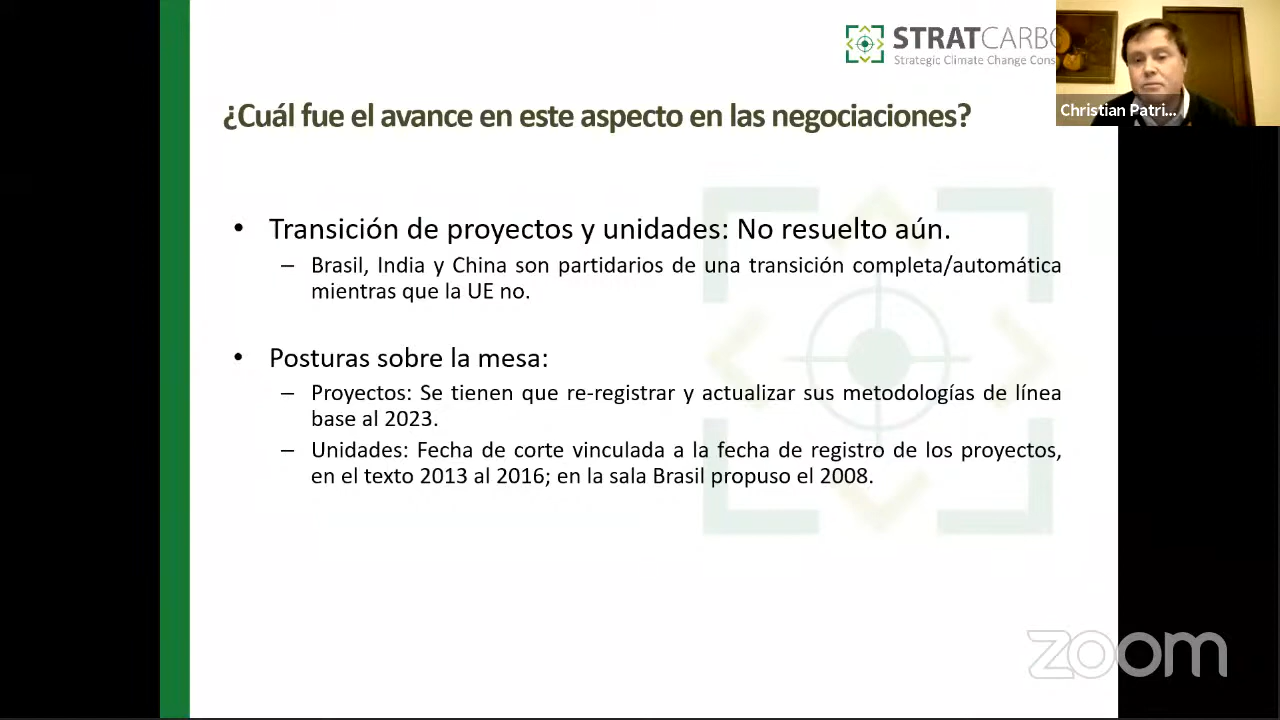 STRATCARBO
Strategic Climate Change Cons
Christian Patri...
¿Cuál fue el avance en este aspecto en las negociaciones?
• Transición de proyectos y unidades: No resuelto aún.
– Brasil, India y China son partidarios de una transición completa/automática
mientras que la UE no.
• Posturas sobre la mesa:
– Proyectos: Se tienen que re-registrar y actualizar sus metodologías de línea
base al 2023.
– Unidades: Fecha de corte vinculada a la fecha de registro de los proyectos,
en el texto 2013 al 2016; en la sala Brasil propuso el 2008.
zoom